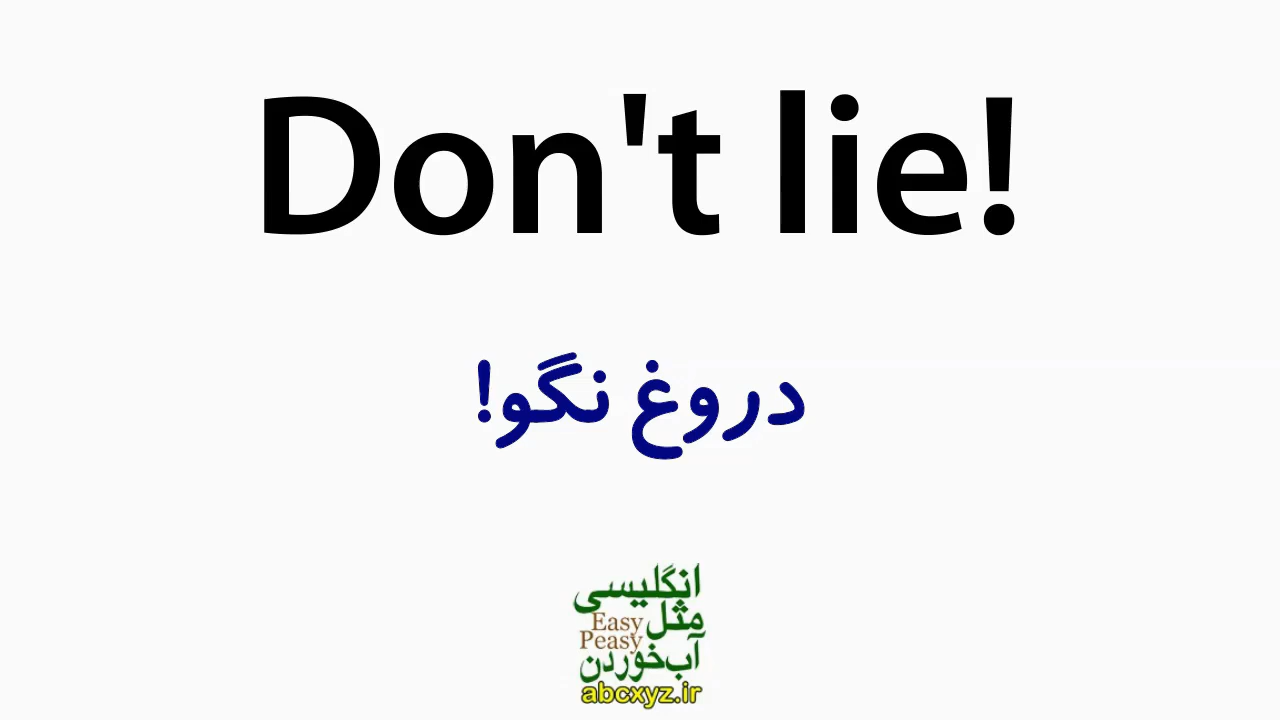 Don't lie!
دروغ نگو!
انگلیسی
مثل
Easy
Peasy
آب‌خوردن
abcxyz.ir